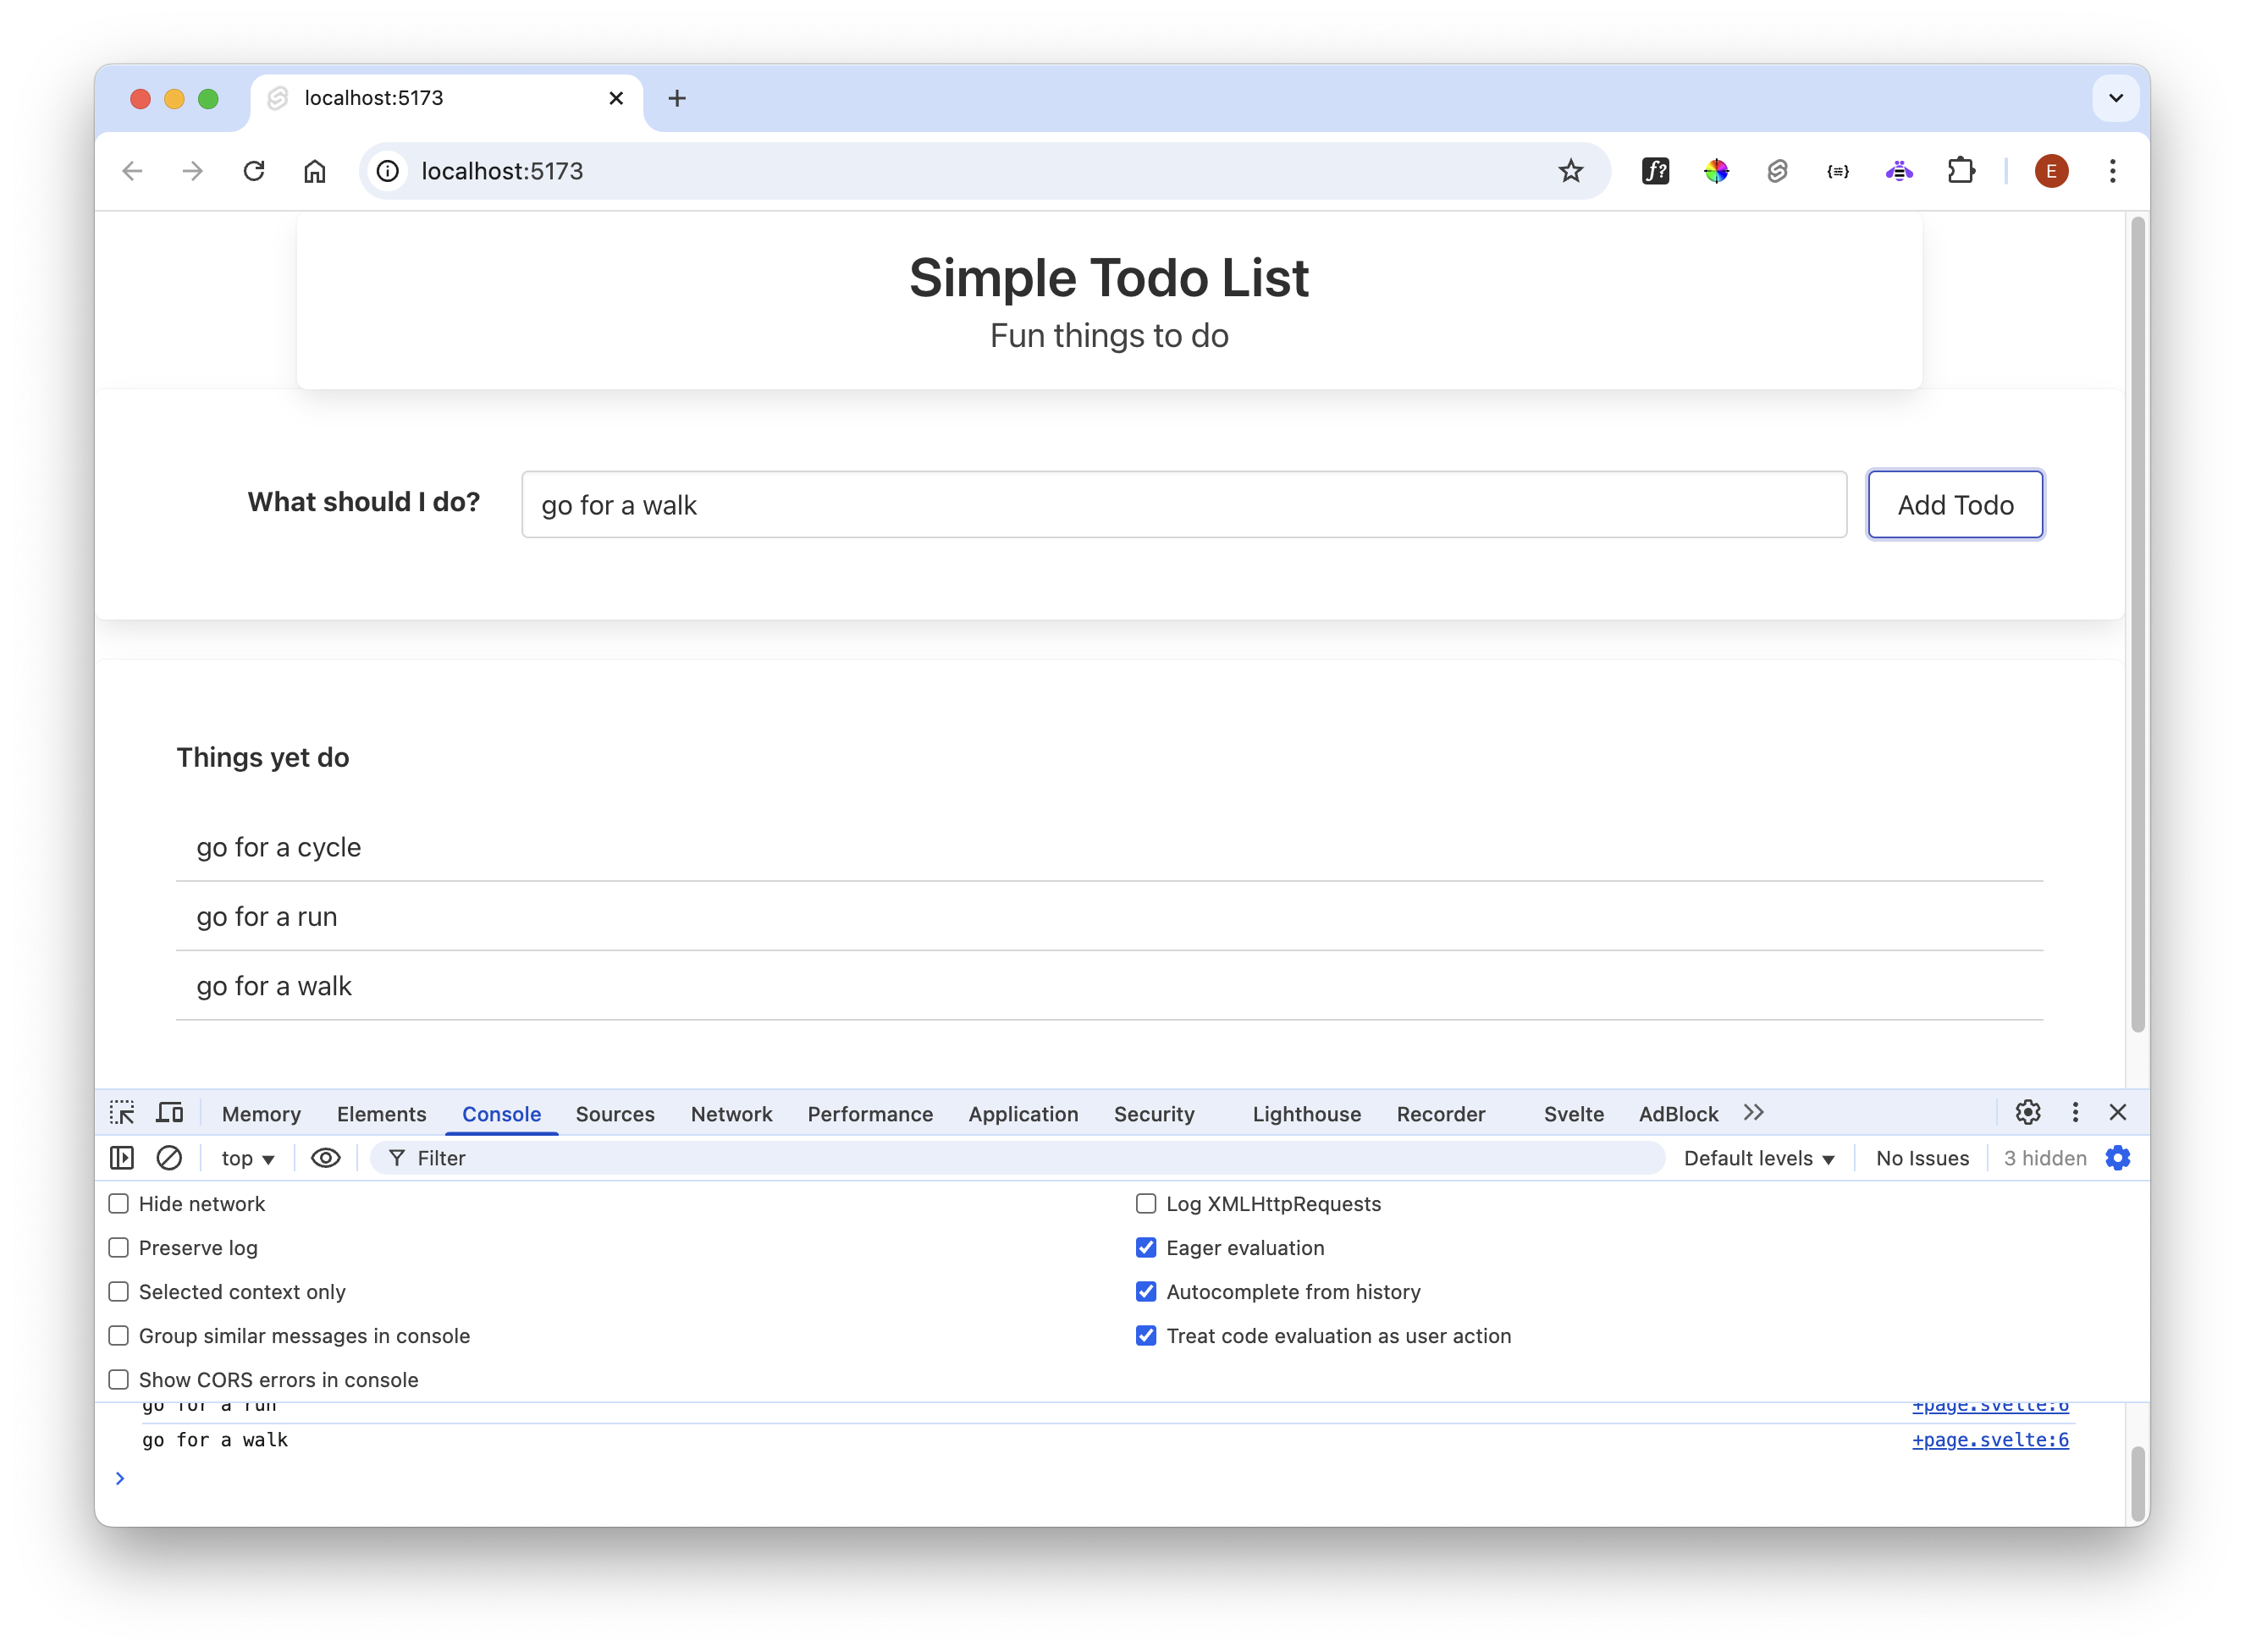 localhost:5173
localhost:5173
f?
{≡}
E
Simple Todo List
Fun things to do
What should I do?
go for a walk
Add Todo
Things yet do
go for a cycle
go for a run
go for a walk
Memory Elements Console Sources Network Performance Application Security Lighthouse Recorder Svelte AdBlock
top
Filter
Default levels
No Issues
3 hidden
Hide network
Log XMLHttpRequests
Preserve log
Eager evaluation
Selected context only
Autocomplete from history
Group similar messages in console
Treat code evaluation as user action
Show CORS errors in console
go for a run +page.svelte:6
go for a walk +page.svelte:6